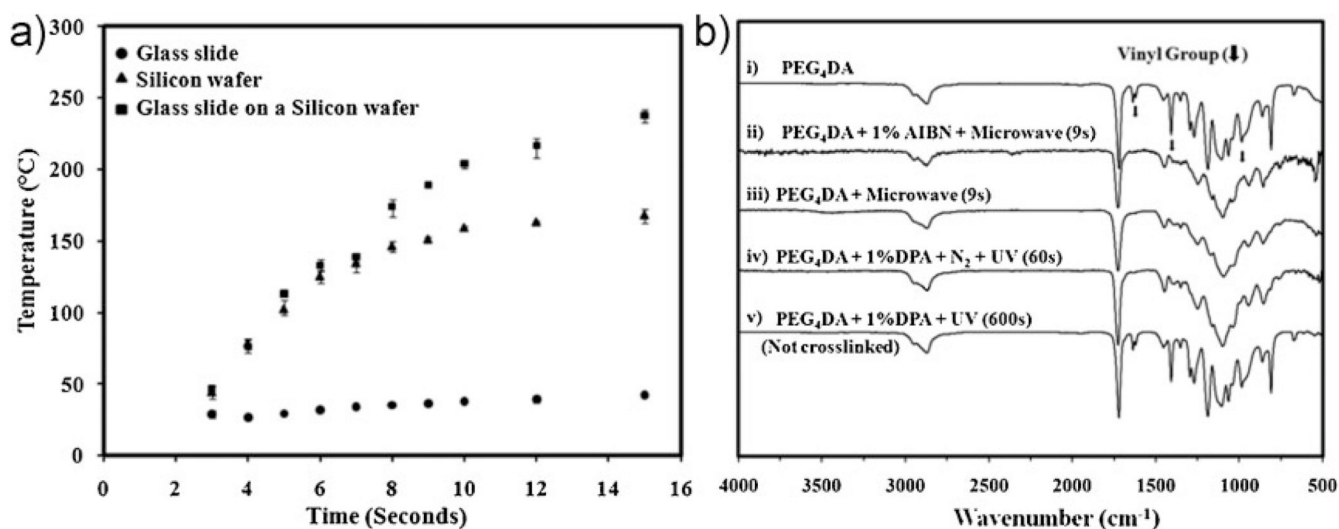 a)
300
250
200
150
100
50
0
Temperature (°C)
Glass slide
Silicon wafer
Glass slide on a Silicon wafer
0 2 4 6 8 10 12 14 16
Time (Seconds)
b)
Vinyl Group (⬇)
i) PEG₄DA
ii) PEG₄DA + 1% AIBN + Microwave (9s)
iii) PEG₄DA + Microwave (9s)
iv) PEG₄DA + 1%DPA + N₂ + UV (60s)
v) PEG₄DA + 1%DPA + UV (600s)
(Not crosslinked)
4000 3500 3000 2500 2000 1500 1000 500
Wavenumber (cm⁻¹)